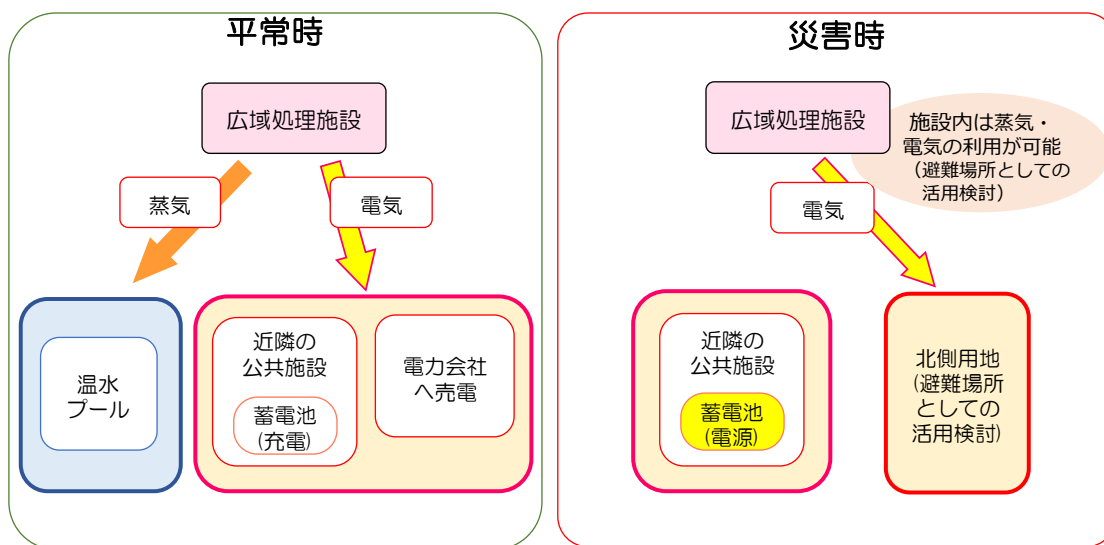 平常時
広域処理施設
蒸気
電気
温水
プール
近隣の
公共施設
蓄電池
(充電)
電力会社
へ売電
災害時
広域処理施設
施設内は蒸気・
電気の利用が可能
（避難場所としての
活用検討）
電気
近隣の
公共施設
蓄電池
(電源)
北側用地
(避難場所
としての
活用検討)